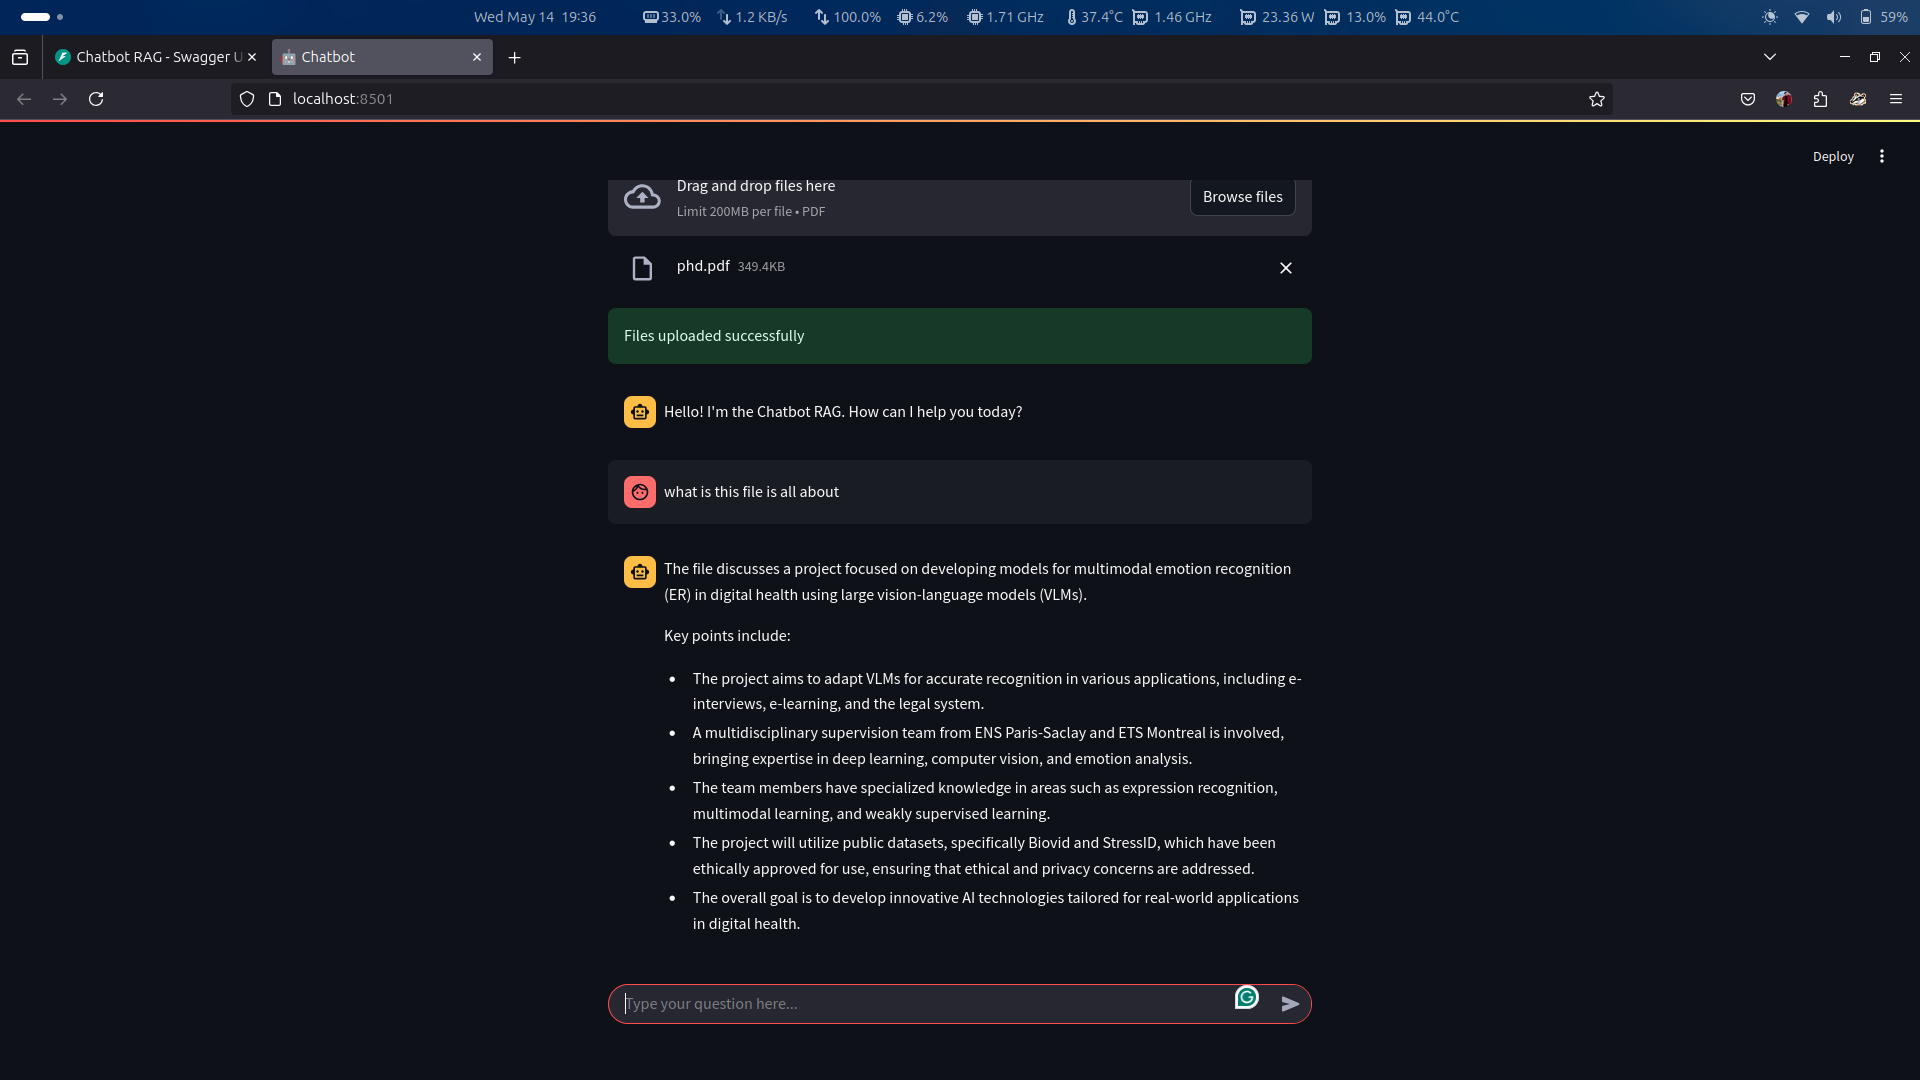 Wed May 14 19:36 33.0% 1.2 KB/s 100.0% 6.2% 1.71 GHz 37.4°C 1.46 GHz 23.36 W 13.0% 44.0°C 59%
Chatbot RAG - Swagger U Chatbot
localhost:8501
Deploy
Drag and drop files here
Browse files
Limit 200MB per file • PDF
phd.pdf 349.4KB
Files uploaded successfully
Hello! I'm the Chatbot RAG. How can I help you today?
what is this file is all about
The file discusses a project focused on developing models for multimodal emotion recognition
(ER) in digital health using large vision-language models (VLMs).
Key points include:
• The project aims to adapt VLMs for accurate recognition in various applications, including e-
interviews, e-learning, and the legal system.
• A multidisciplinary supervision team from ENS Paris-Saclay and ETS Montreal is involved,
bringing expertise in deep learning, computer vision, and emotion analysis.
• The team members have specialized knowledge in areas such as expression recognition,
multimodal learning, and weakly supervised learning.
• The project will utilize public datasets, specifically Biovid and StressID, which have been
ethically approved for use, ensuring that ethical and privacy concerns are addressed.
• The overall goal is to develop innovative AI technologies tailored for real-world applications
in digital health.
Type your question here...